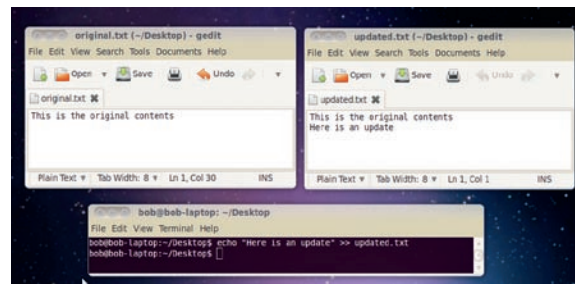 original.txt (~/Desktop) - gedit
File Edit View Search Tools Documents Help
Open Save Undo
original.txt
This is the original contents
Plain Text Tab Width: 8 Ln 1, Col 30 INS
updated.txt (~/Desktop) - gedit
File Edit View Search Tools Documents Help
Open Save Undo
updated.txt
This is the original contents
Here is an update
Plain Text Tab Width: 8 Ln 1, Col 1 INS
bob@bob-laptop: ~/Desktop
File Edit View Terminal Help
bob@bob-laptop:~/Desktop$ echo "Here is an update" >> updated.txt
bob@bob-laptop:~/Desktop$